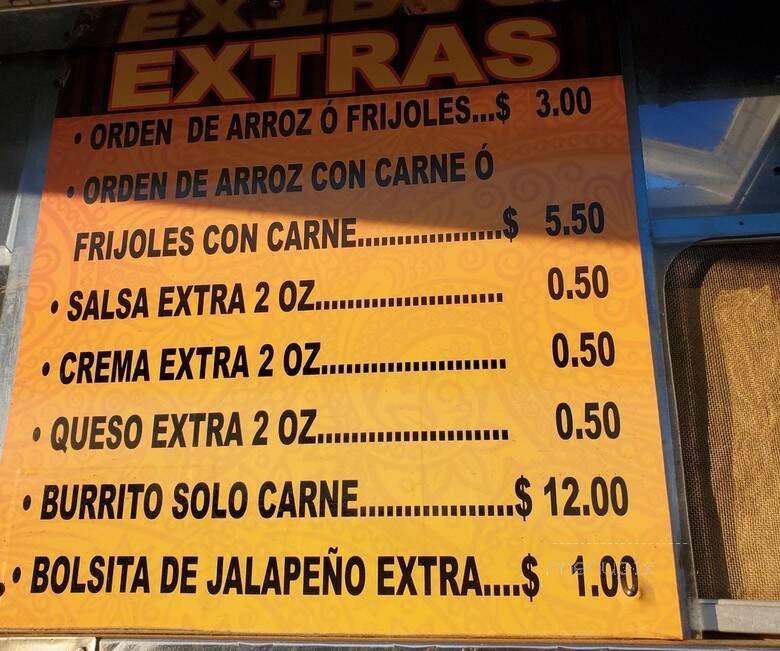 EXTRAS
• ORDEN DE ARROZ Ó FRIJOLES...$ 3.00
• ORDEN DE ARROZ CON CARNE Ó
FRIJOLES CON CARNE..................$ 5.50
• SALSA EXTRA 2 OZ........................ 0.50
• CREMA EXTRA 2 OZ....................... 0.50
• QUESO EXTRA 2 OZ........................ 0.50
• BURRITO SOLO CARNE..................$ 12.00
• BOLSITA DE JALAPEÑO EXTRA....$ 1.00